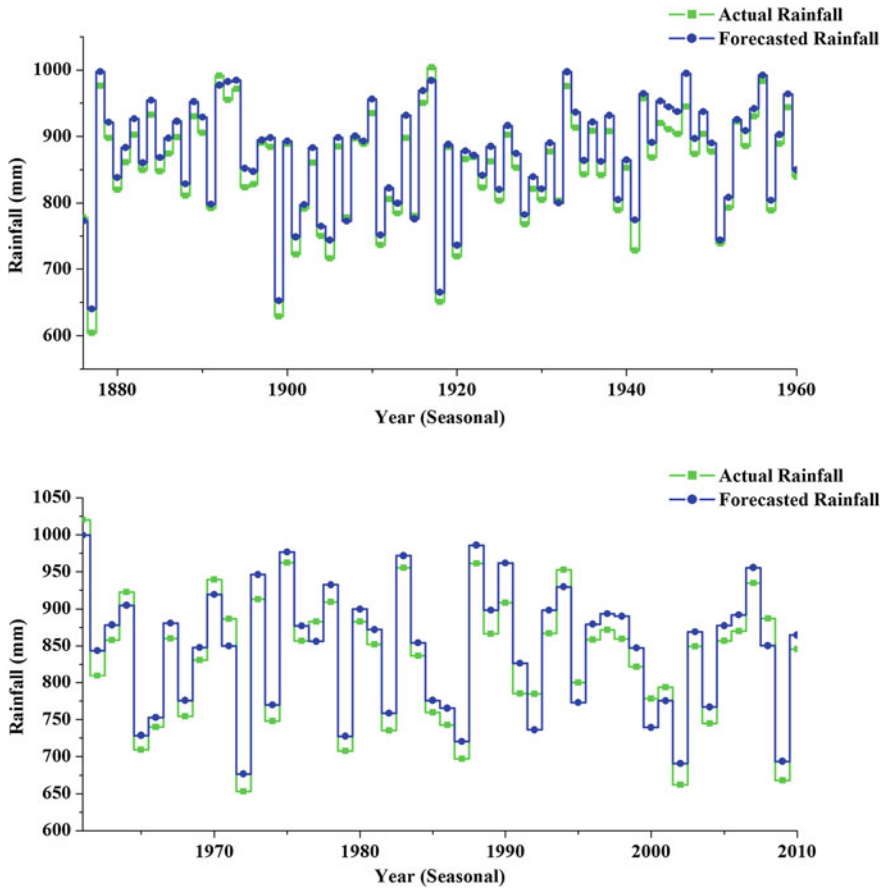 Actual Rainfall
Forecasted Rainfall
1000
900
800
700
600
Rainfall (mm)
1880 1900 1920 1940 1960
Year (Seasonal)
Actual Rainfall
Forecasted Rainfall
1050
1000
950
900
850
800
750
700
650
600
Rainfall (mm)
1970 1980 1990 2000 2010
Year (Seasonal)